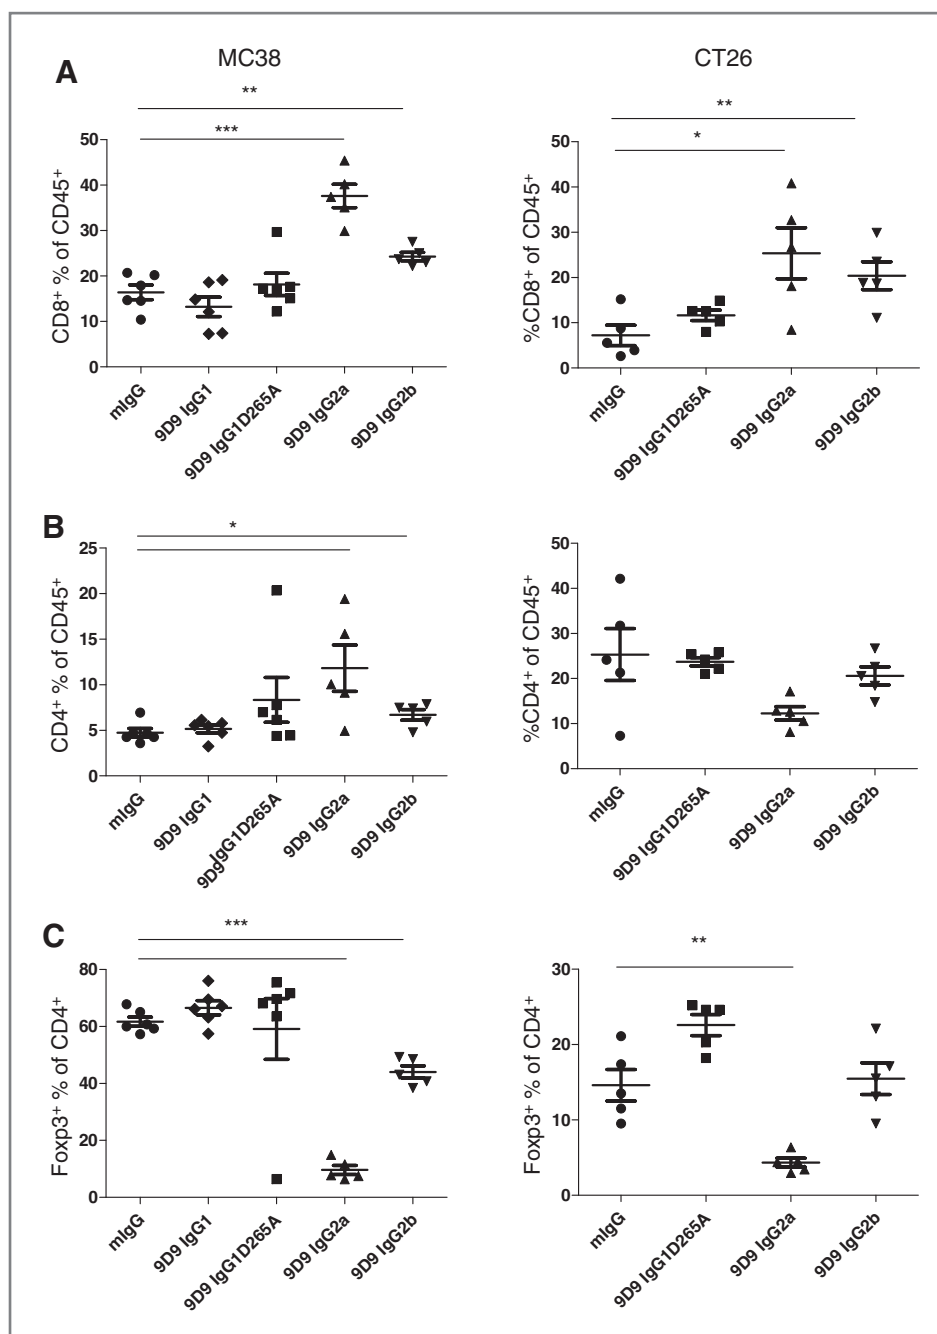 MC38
CT26
A
**
***
50
40
30
20
10
0
CD8+ % of CD45+
mIgG
9D9 IgG1
9D9 IgG1D265A
9D9 IgG2a
9D9 IgG2b
**
*
50
40
30
20
10
0
%CD8+ of CD45+
mIgG
9D9 IgG1D265A
9D9 IgG2a
9D9 IgG2b
B
*
25
20
15
10
5
0
CD4+ % of CD45+
mIgG
9D9 IgG1
9D9 IgG1D265A
9D9 IgG2a
9D9 IgG2b
50
40
30
20
10
0
%CD4+ of CD45+
mIgG
9D9 IgG1D265A
9D9 IgG2a
9D9 IgG2b
C
***
80
60
40
20
0
Foxp3+ % of CD4+
mIgG
9D9 IgG1
9D9 IgG1D265A
9D9 IgG2a
9D9 IgG2b
**
30
20
10
0
Foxp3+ % of CD4+
mIgG
9D9 IgG1D265A
9D9 IgG2a
9D9 IgG2b